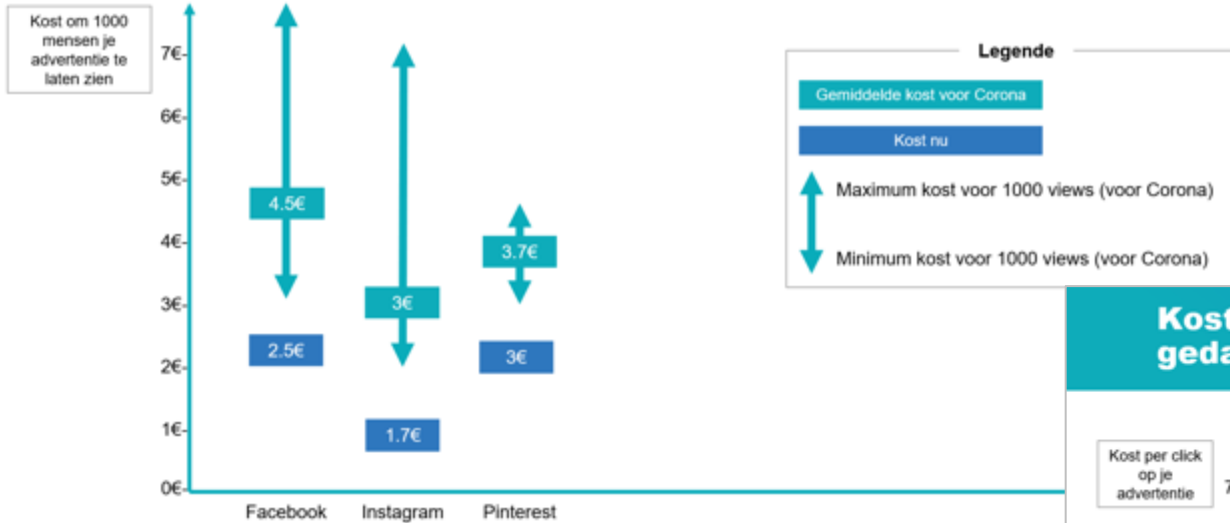 Kost om 1000
mensen je
advertentie te
laten zien
7€
6€
5€
4€
3€
2€
1€
0€
4.5€
2.5€
3€
1.7€
3.7€
3€
Facebook Instagram Pinterest
Legende
Gemiddelde kost voor Corona
Kost nu
Maximum kost voor 1000 views (voor Corona)
Minimum kost voor 1000 views (voor Corona)
Kost per click
op je
advertentie